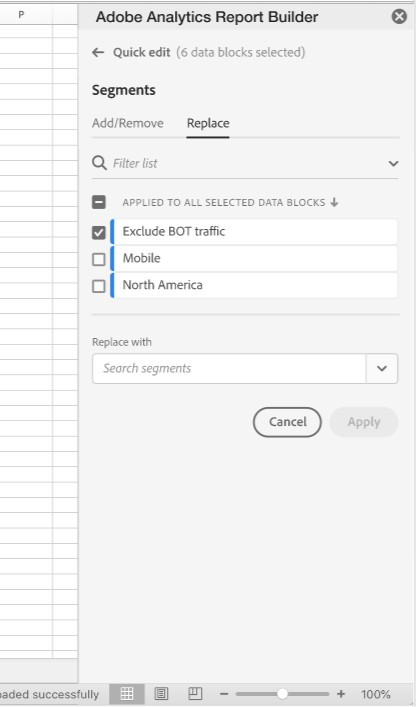 P
Adobe Analytics Report Builder
Quick edit (6 data blocks selected)
Segments
Add/Remove Replace
Filter list
APPLIED TO ALL SELECTED DATA BLOCKS
Exclude BOT traffic
Mobile
North America
Replace with
Search segments
Cancel Apply
successfully 100%